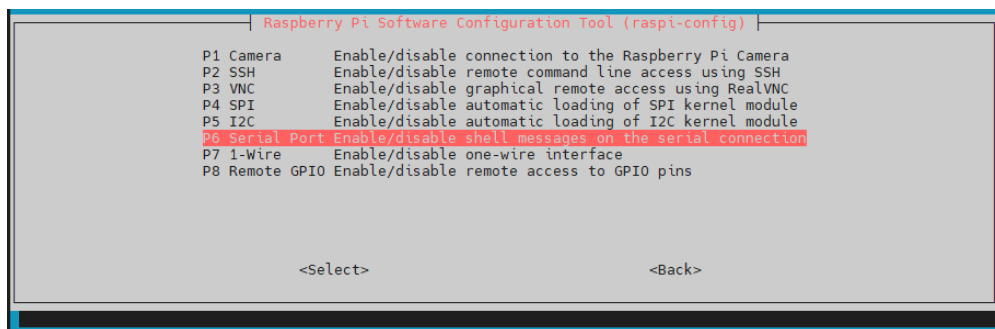 Raspberry Pi Software Configuration Tool (raspi-config)
P1 Camera Enable/disable connection to the Raspberry Pi Camera
P2 SSH Enable/disable remote command line access using SSH
P3 VNC Enable/disable graphical remote access using RealVNC
P4 SPI Enable/disable automatic loading of SPI kernel module
P5 I2C Enable/disable automatic loading of I2C kernel module
P6 Serial Port Enable/disable shell messages on the serial connection
P7 1-Wire Enable/disable one-wire interface
P8 Remote GPIO Enable/disable remote access to GPIO pins
<Select> <Back>